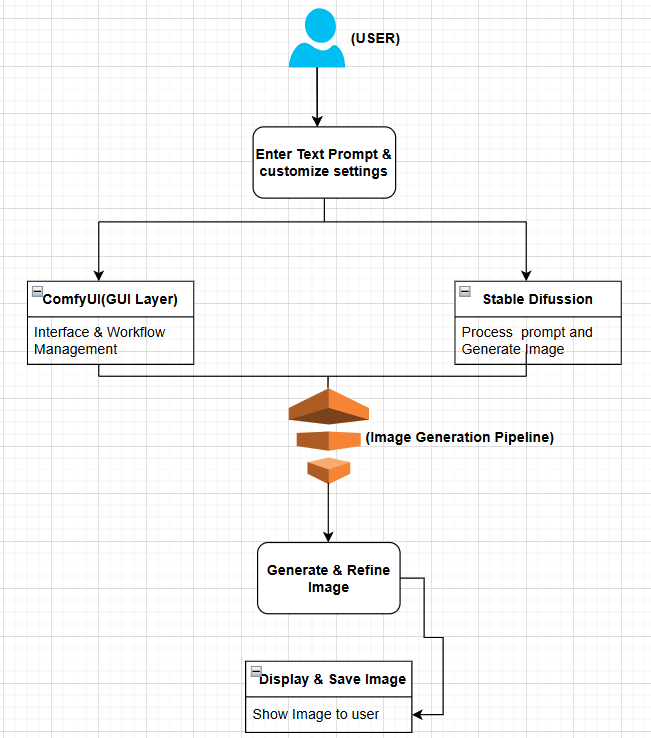 (USER)
Enter Text Prompt &
customize settings
ComfyUI(GUI Layer)
Interface & Workflow
Management
Stable Difussion
Process  prompt and
Generate Image
(Image Generation Pipeline)
Generate & Refine
Image
Display & Save Image
Show Image to user